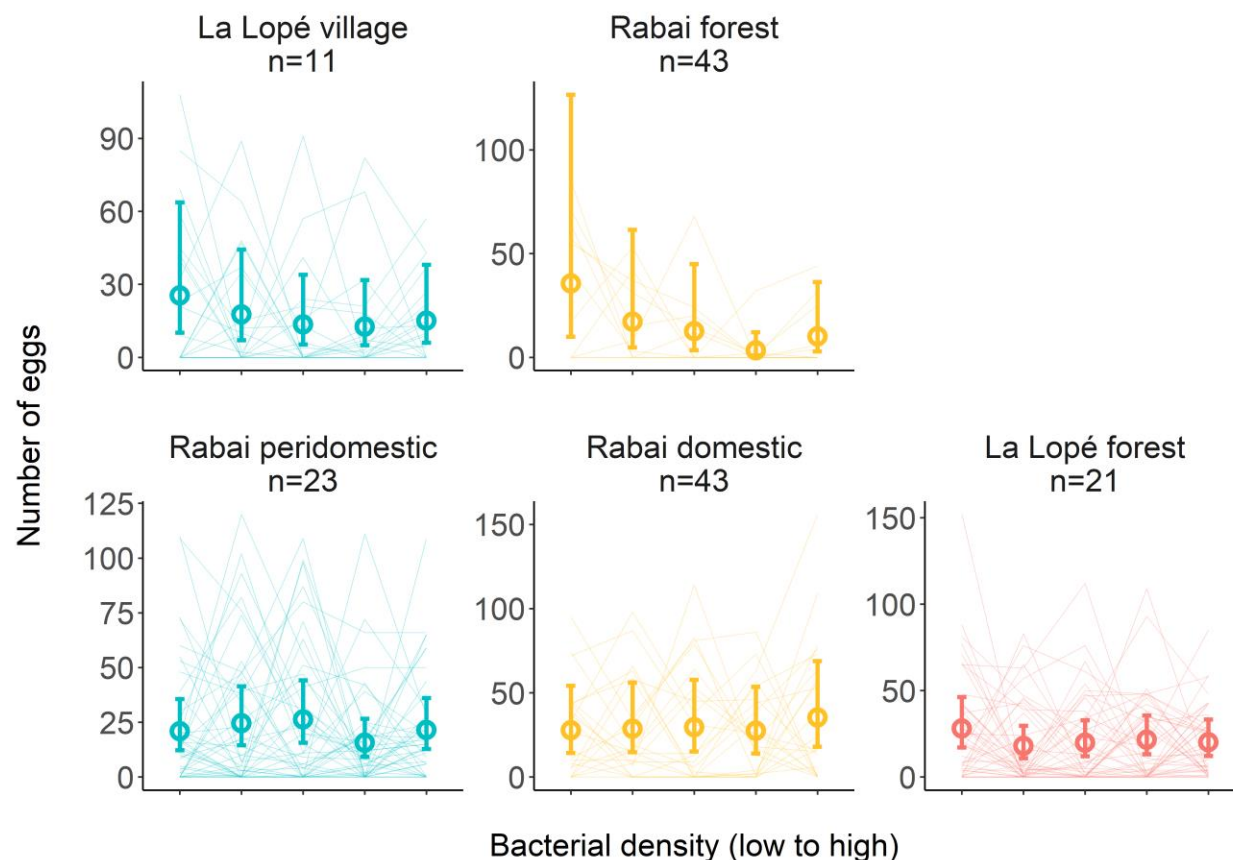 La Lopé village
n=11
Rabai forest
n=43
90
60
30
0
100
50
0
Number of eggs
Rabai peridomestic
n=23
Rabai domestic
n=43
La Lopé forest
n=21
125
100
75
50
25
0
150
100
50
0
150
100
50
0
Bacterial density (low to high)